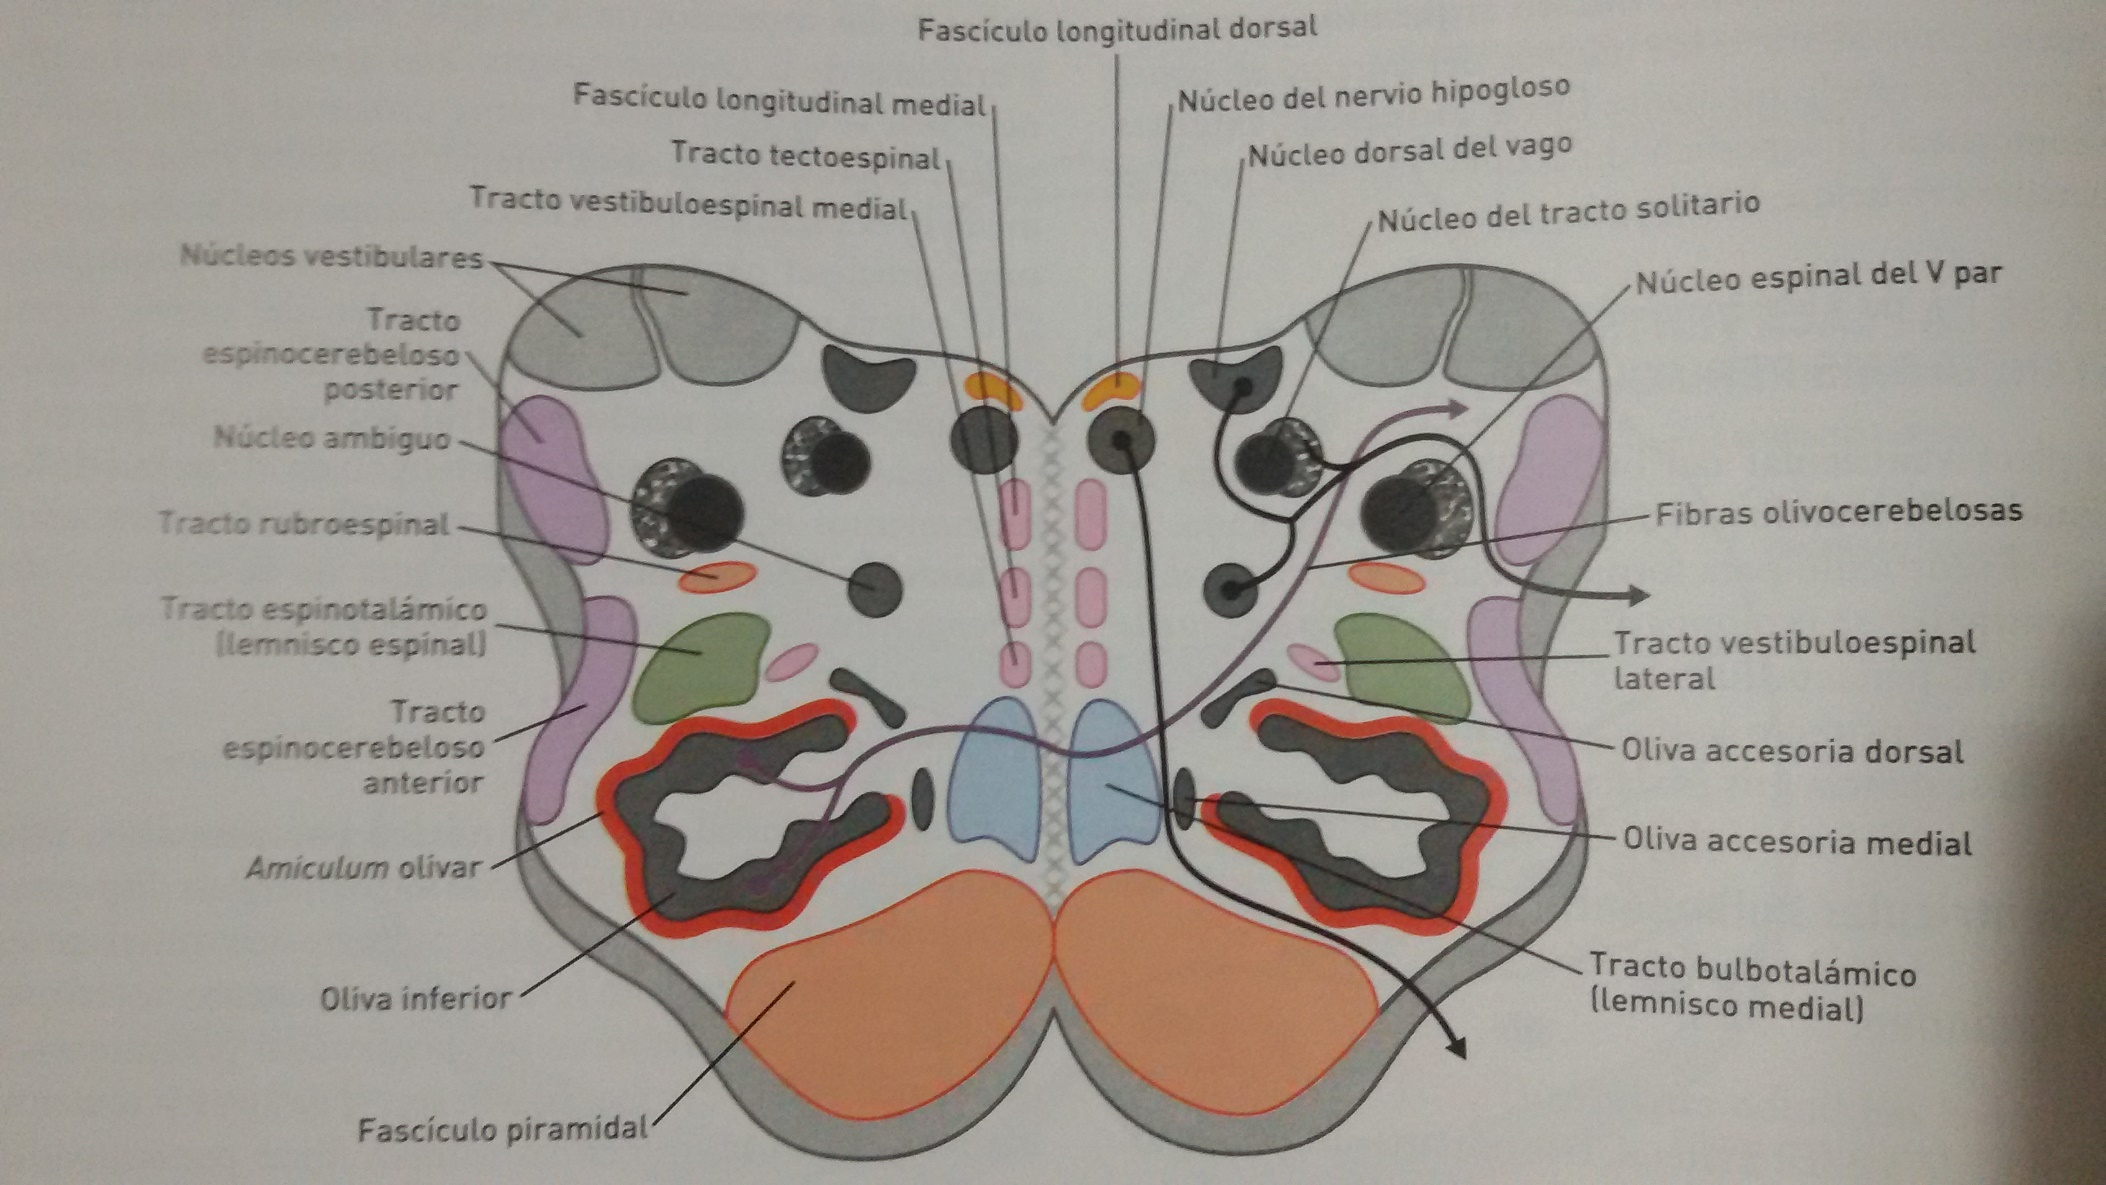 Fascículo longitudinal dorsal
Fascículo longitudinal medial
Núcleo del nervio hipogloso
Tracto tectoespinal
Núcleo dorsal del vago
Tracto vestibuloespinal medial
Núcleo del tracto solitario
Núcleos vestibulares
Núcleo espinal del V par
Tracto
espinocerebeloso
posterior
Núcleo ambiguo
Tracto rubroespinal
Fibras olivocerebelosas
Tracto espinotalámico
(lemnisco espinal)
Tracto vestibuloespinal
lateral
Tracto
espinocerebeloso
anterior
Oliva accesoria dorsal
Amiculum olivar
Oliva accesoria medial
Oliva inferior
Tracto bulbotalámico
(lemnisco medial)
Fascículo piramidal